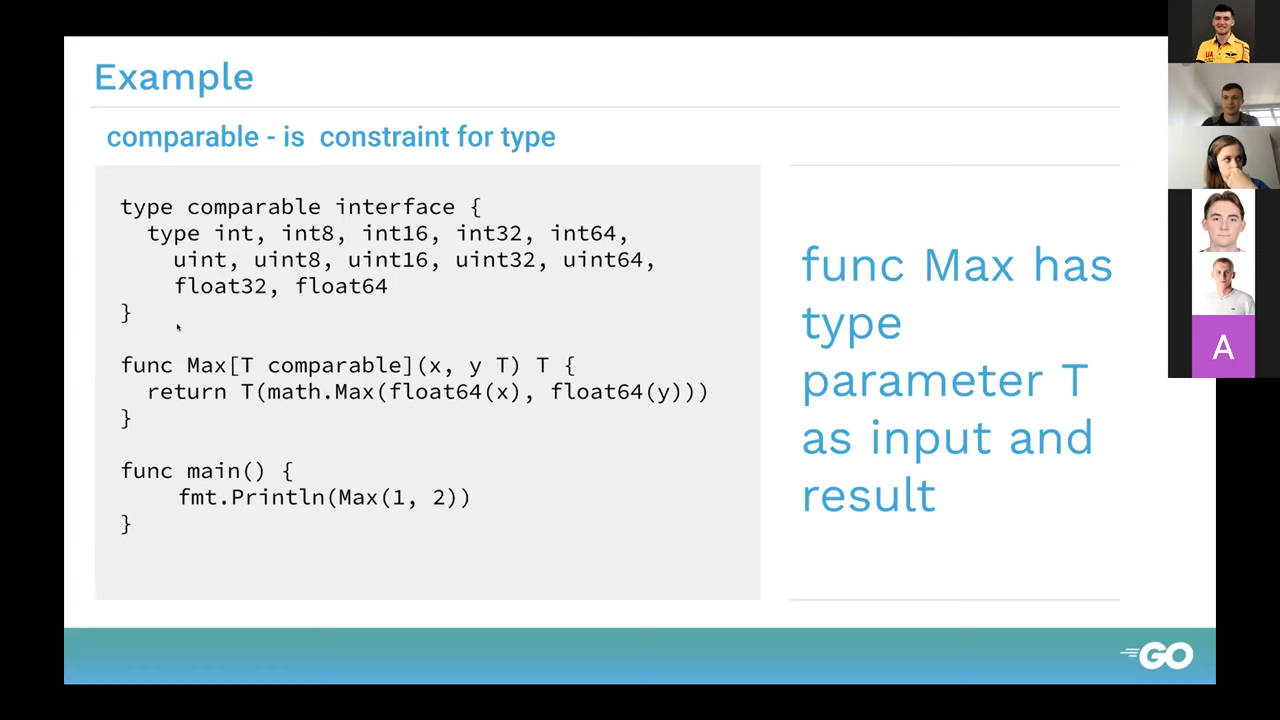 Example
comparable - is constraint for type
type comparable interface {
type int, int8, int16, int32, int64,
uint, uint8, uint16, uint32, uint64,
float32, float64
}
func Max[T comparable](x, y T) T {
return T(math.Max(float64(x), float64(y)))
}
func main() {
fmt.Println(Max(1, 2))
}
func Max has
type
parameter T
as input and
result
GO
UA
A